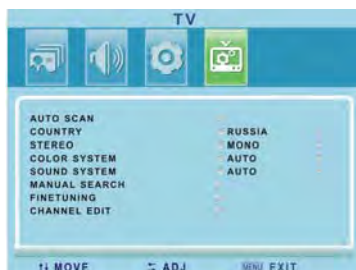 TV
AUTO SCAN
COUNTRY RUSSIA
STEREO MONO
COLOR SYSTEM AUTO
SOUND SYSTEM AUTO
MANUAL SEARCH
FINETUNING
CHANNEL EDIT
MOVE ADJ MENU EXIT